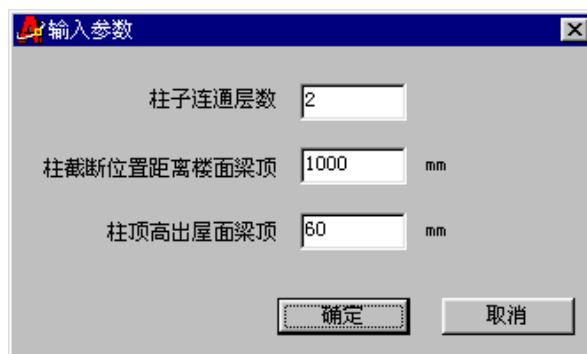 输入参数
柱子连通层数 2
柱截断位置距离楼面梁顶 1000 mm
柱顶高出屋面梁顶 60 mm
确定 取消